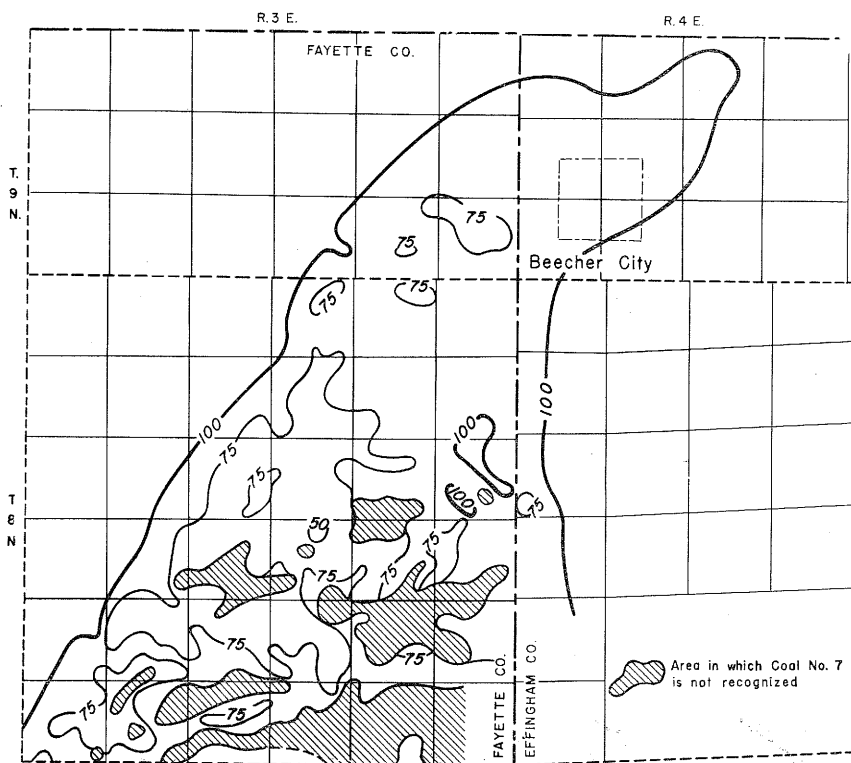 R. 3 E.
R. 4 E.
FAYETTE CO.
T.
9
N.
75
75
Beecher City
75
75
100
100
75
100
75
100
75
T
8
N
50
75
75
75
75
75
75
75
FAYETTE CO.
EFFINGHAM CO.
Area in which Coal No. 7
is not recognized